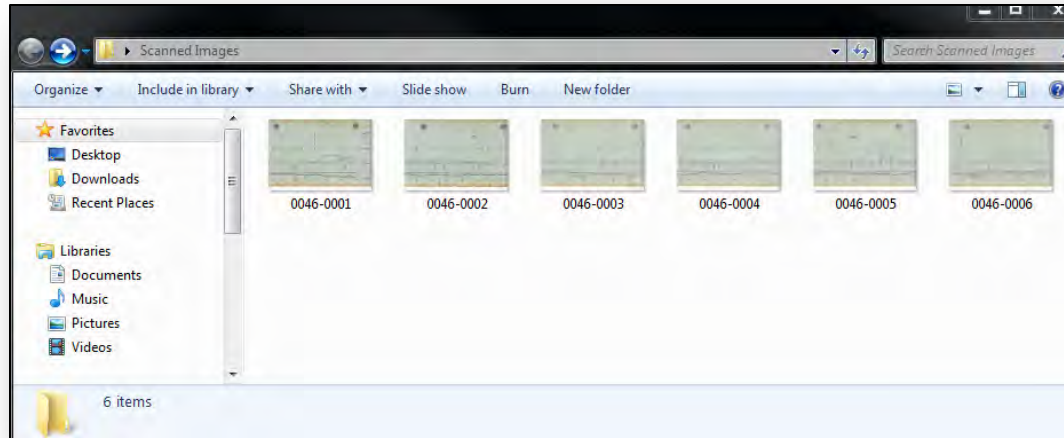 Scanned Images
Search Scanned Images
Organize
Include in library
Share with
Slide show
Burn
New folder
Favorites
Desktop
Downloads
Recent Places
Libraries
Documents
Music
Pictures
Videos
0046-0001
0046-0002
0046-0003
0046-0004
0046-0005
0046-0006
6 items